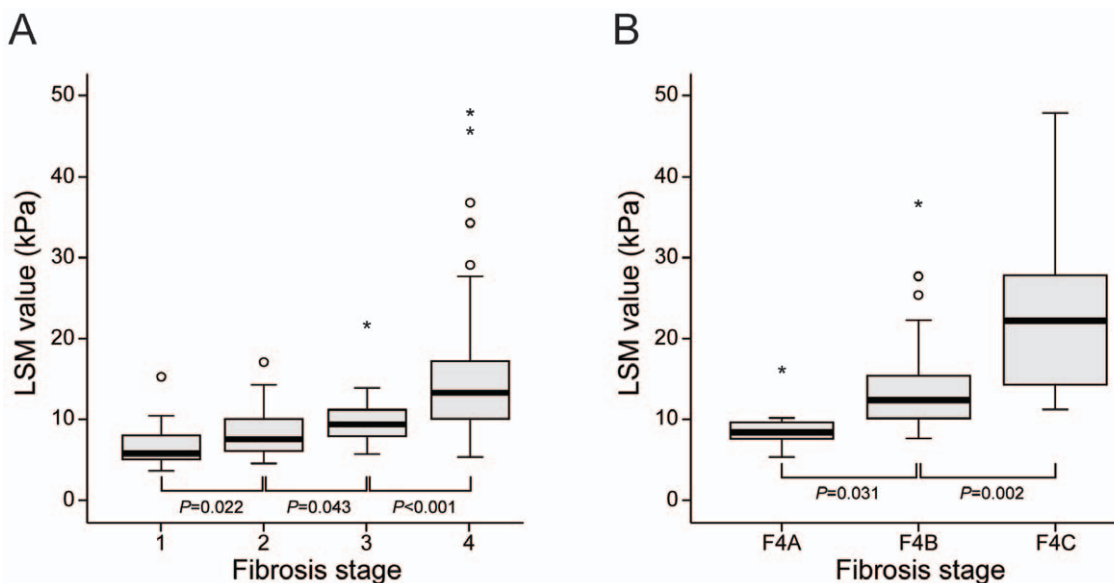 A
LSM value (kPa)
50
40
30
20
10
0
P=0.022
P=0.043
P<0.001
1
2
3
4
Fibrosis stage
B
LSM value (kPa)
50
40
30
20
10
0
P=0.031
P=0.002
F4A
F4B
F4C
Fibrosis stage